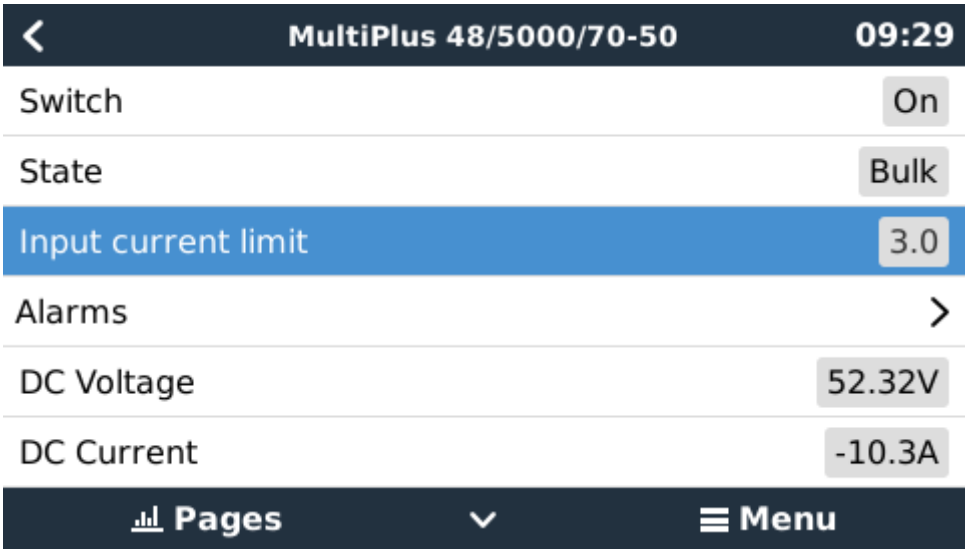 MultiPlus 48/5000/70-50 09:29
Switch On
State Bulk
Input current limit 3.0
Alarms
DC Voltage 52.32V
DC Current -10.3A
Pages Menu